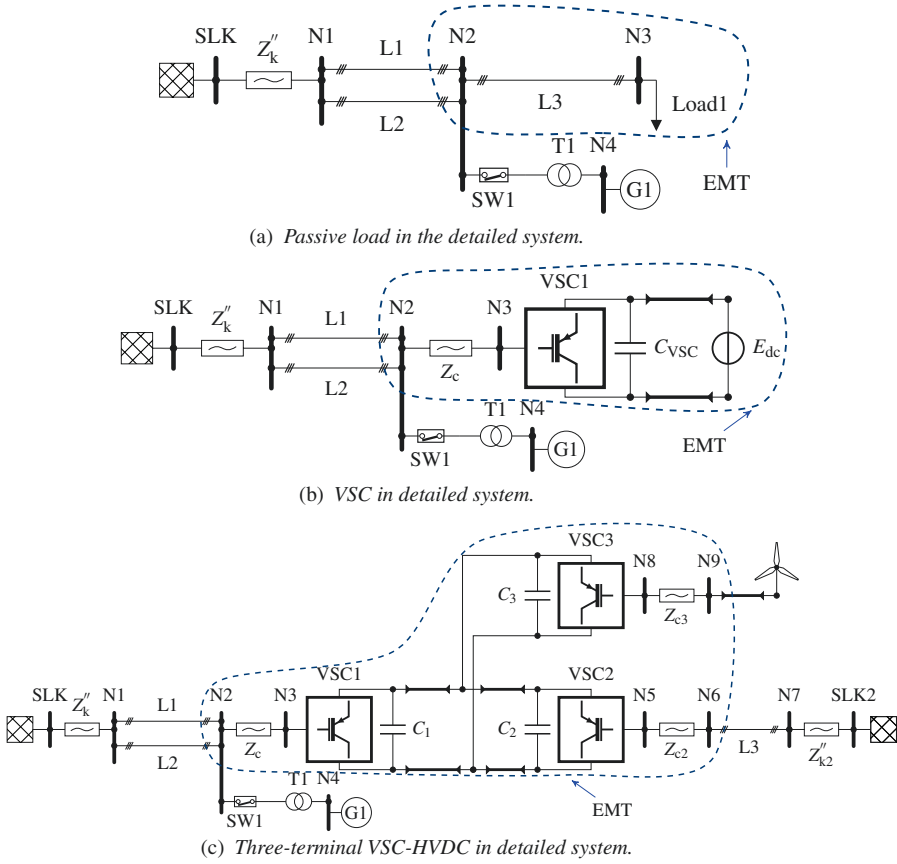 SLK
Z″k
N1
L1
L2
N2
L3
N3
Load1
T1
N4
SW1
G1
EMT
(a) Passive load in the detailed system.
SLK
Z″k
N1
L1
L2
N2
Zc
N3
VSC1
CVSC
Edc
T1
N4
SW1
G1
EMT
(b) VSC in detailed system.
VSC3
C3
N8
N9
Zc3
SLK
Z″k
N1
L1
L2
N2
Zc
N3
VSC1
C1
C2
VSC2
N5
Zc2
N6
L3
N7
Z″k2
SLK2
T1
N4
SW1
G1
EMT
(c) Three-terminal VSC-HVDC in detailed system.